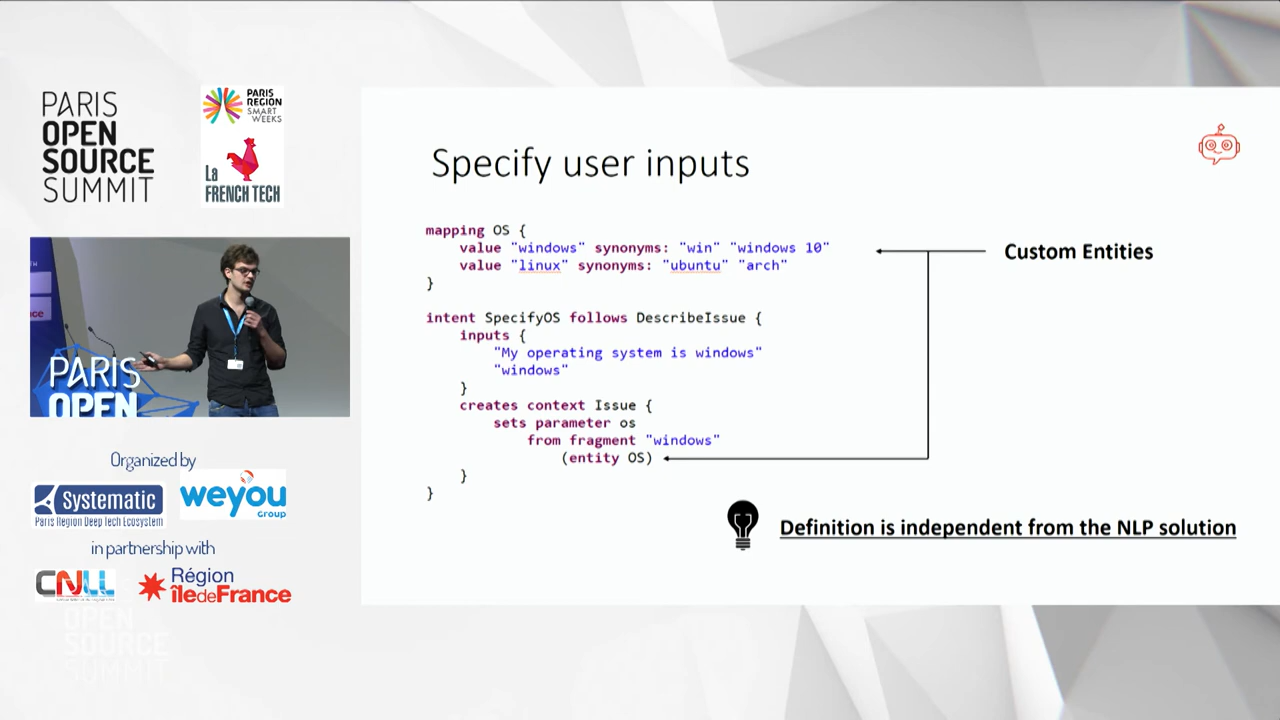 PARIS
OPEN
SOURCE
SUMMIT
PARIS
REGION
SMART
WEEKS
La
FRENCH TECH
PARIS
OPEN
Organized by
Systematic
Paris Region Deep Tech Ecosystem
weyou
GROUP
in partnership with
CNLL
Région
îledeFrance
OPEN
SOURCE
SUMMIT
Specify user inputs
mapping OS {
value "windows" synonyms: "win" "windows 10"
value "linux" synonyms: "ubuntu" "arch"
}
Custom Entities
intent SpecifyOS follows DescribeIssue {
inputs {
"My operating system is windows"
"windows"
}
creates context Issue {
sets parameter os
from fragment "windows"
(entity OS)
}
}
Definition is independent from the NLP solution